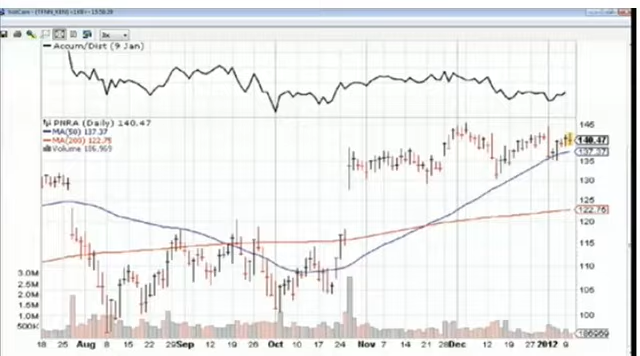 Accum/Dist (9 Jan)
PNRA (Daily) 140.47
MA(50) 137.37
MA(200) 122.75
Volume 186,969
145
140.47
137.37
135
130
125
122.75
120
115
110
105
100
186969
3.0M
2.5M
2.0M
1.5M
1.0M
500K
18 25 Aug 8 15 22 29 Sep 12 19 26 Oct 10 17 24 Nov 7 14 21 28 Dec 12 19 27 2012 9